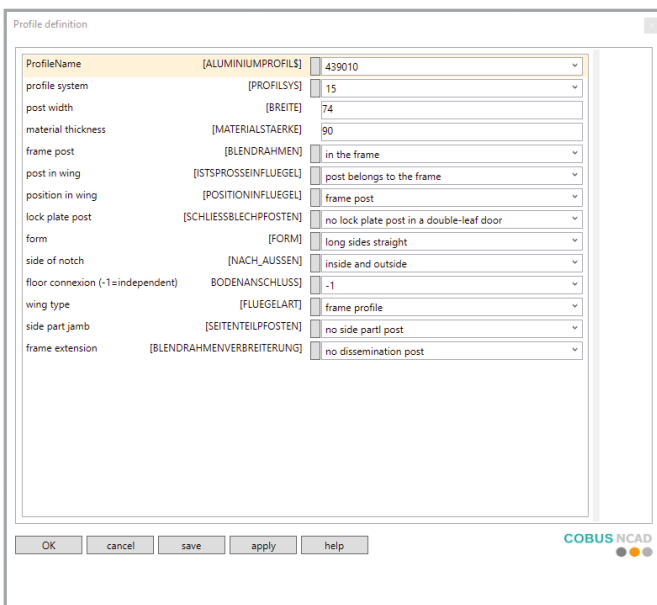 Profile definition
ProfileName [ALUMINIUMPROFIL$] 439010
profile system [PROFILSYS] 15
post width [BREITE] 74
material thickness [MATERIALSTAERKE] 90
frame post [BLENDRAHMEN] in the frame
post in wing [ISTSPROSSEINFLUEGEL] post belongs to the frame
position in wing [POSITIONINFLUEGEL] frame post
lock plate post [SCHLIESSBLECHPFOSTEN] no lock plate post in a double-leaf door
form [FORM] long sides straight
side of notch [NACH_AUSSEN] inside and outside
floor connexion (-1=independent) BODENANSCHLUSS] -1
wing type [FLUEGELART] frame profile
side part jamb [SEITENTEILPFOSTEN] no side partl post
frame extension [BLENDRAHMENVERBREITERUNG] no dissemination post
OK cancel save apply help
COBUS NCAD